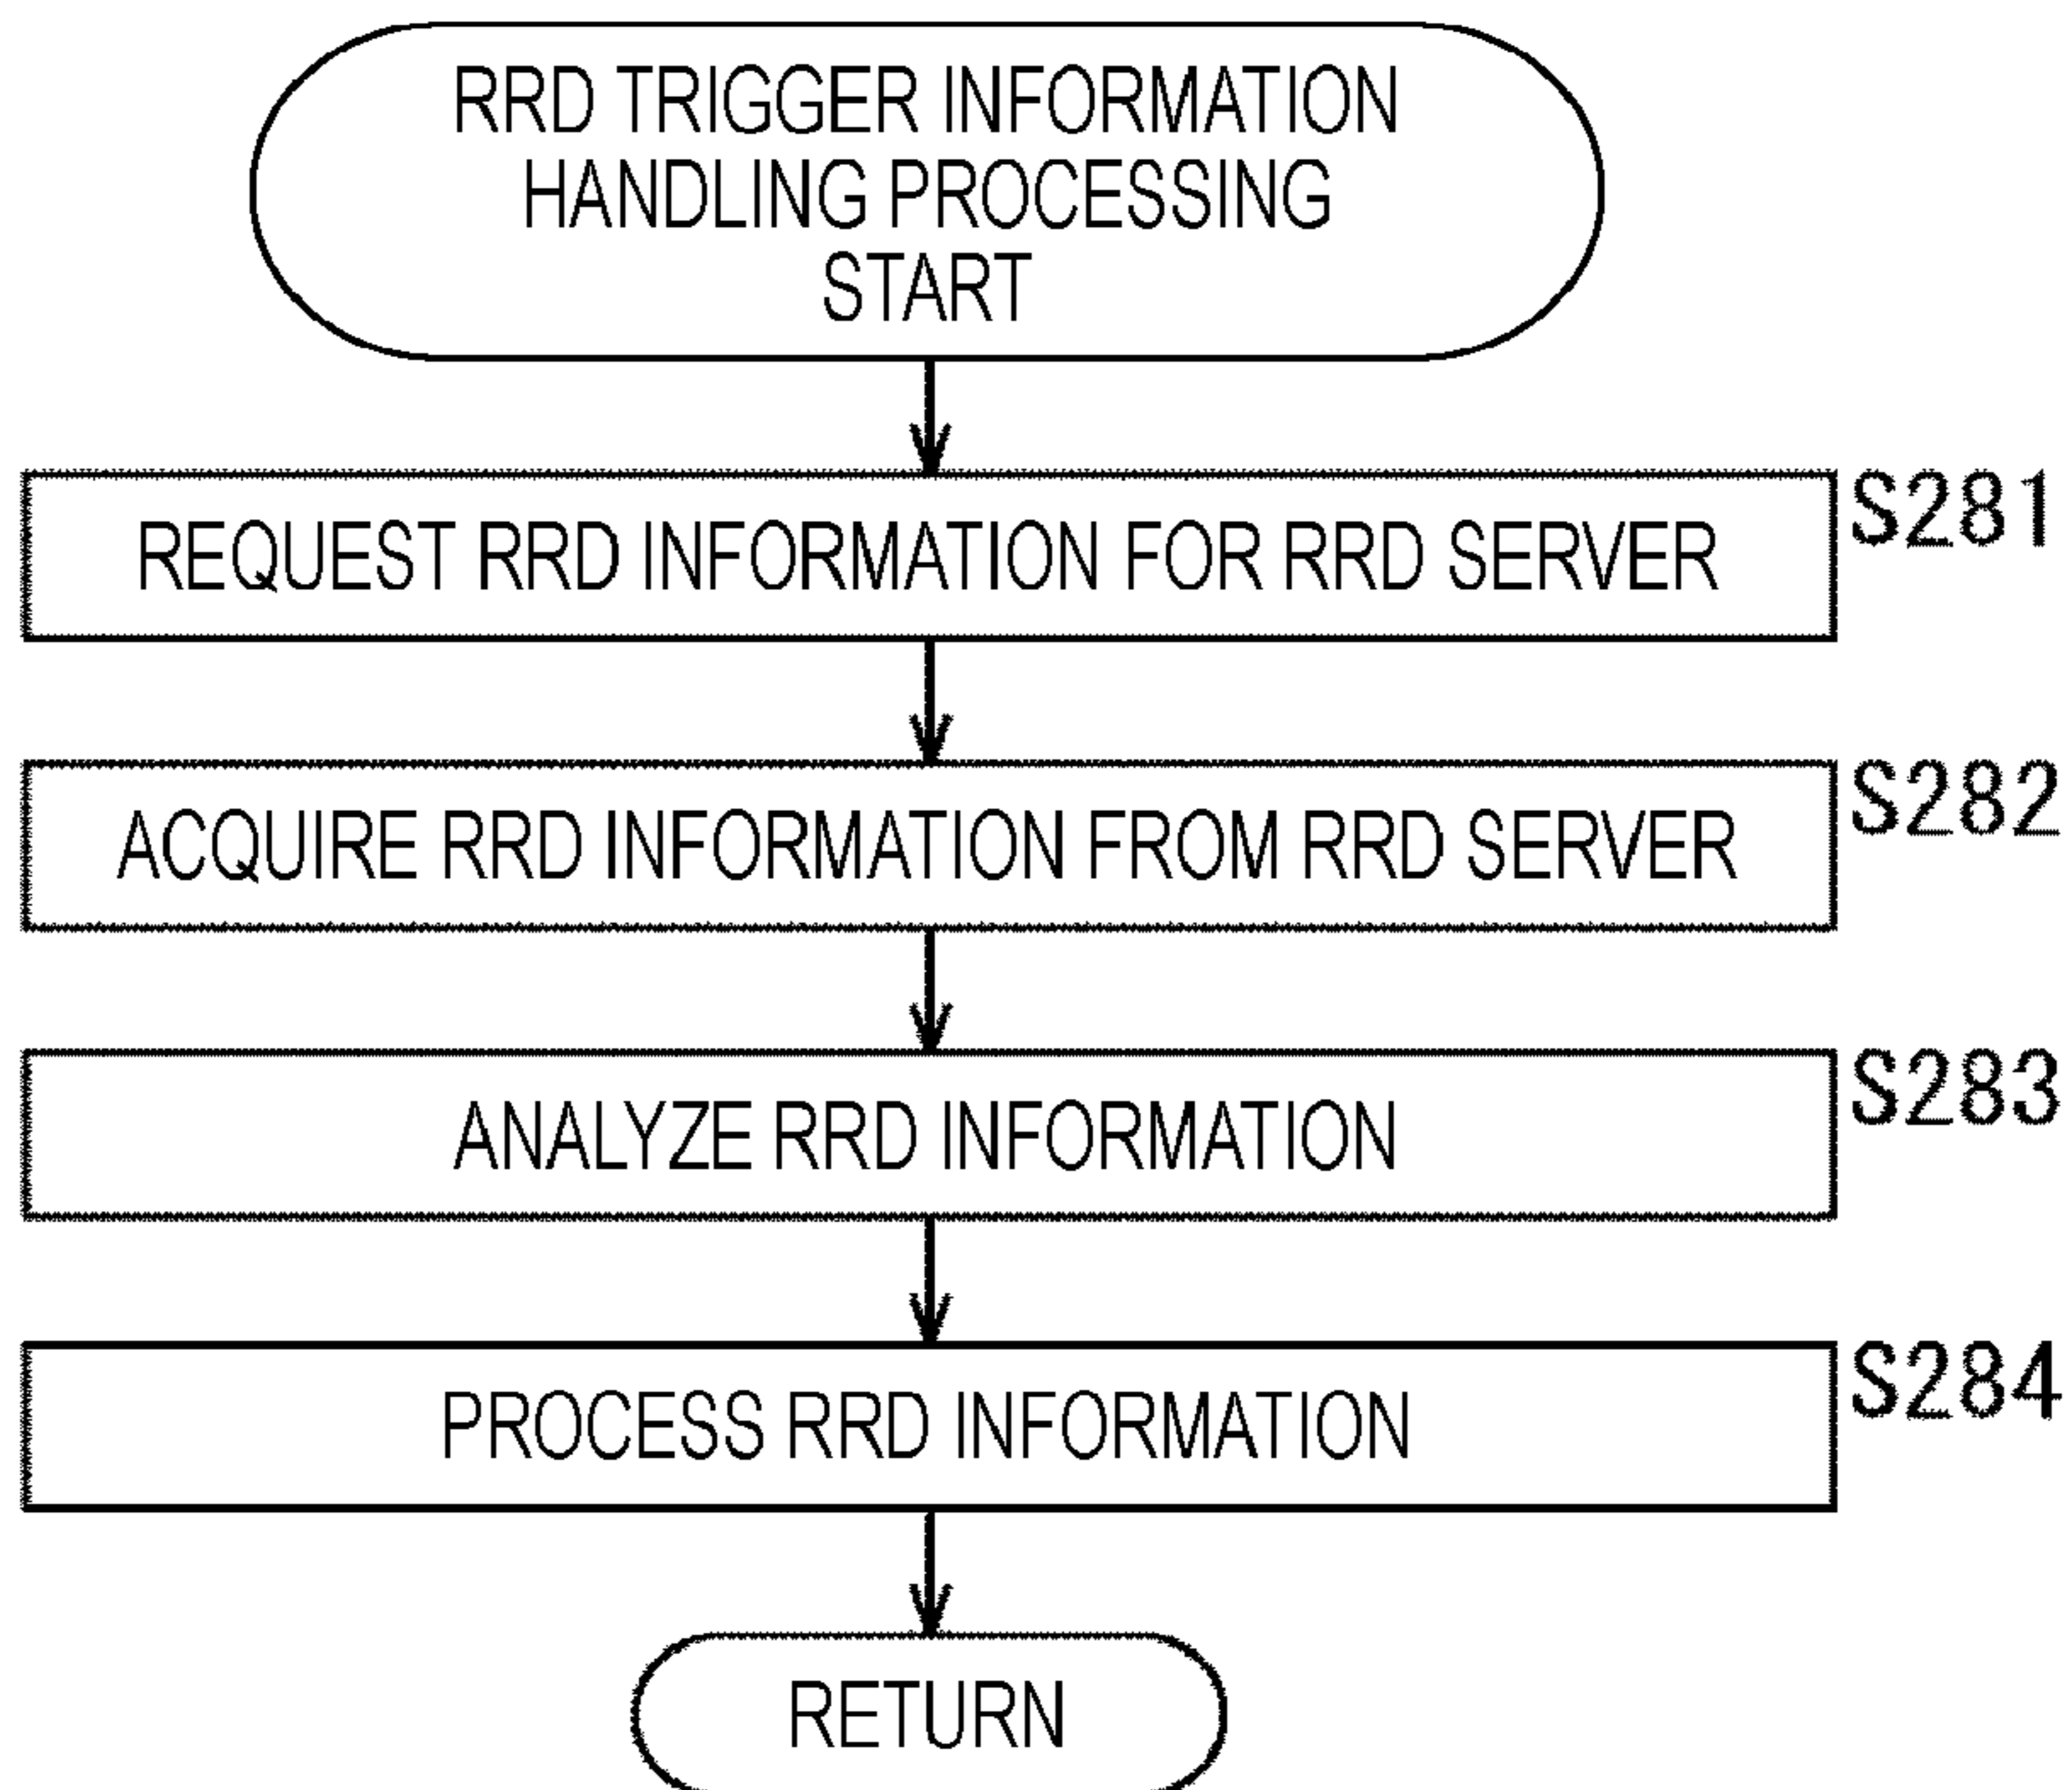 RRD TRIGGER INFORMATION
HANDLING PROCESSING
START
REQUEST RRD INFORMATION FOR RRD SERVER
S281
ACQUIRE RRD INFORMATION FROM RRD SERVER
S282
ANALYZE RRD INFORMATION
S283
PROCESS RRD INFORMATION
S284
RETURN